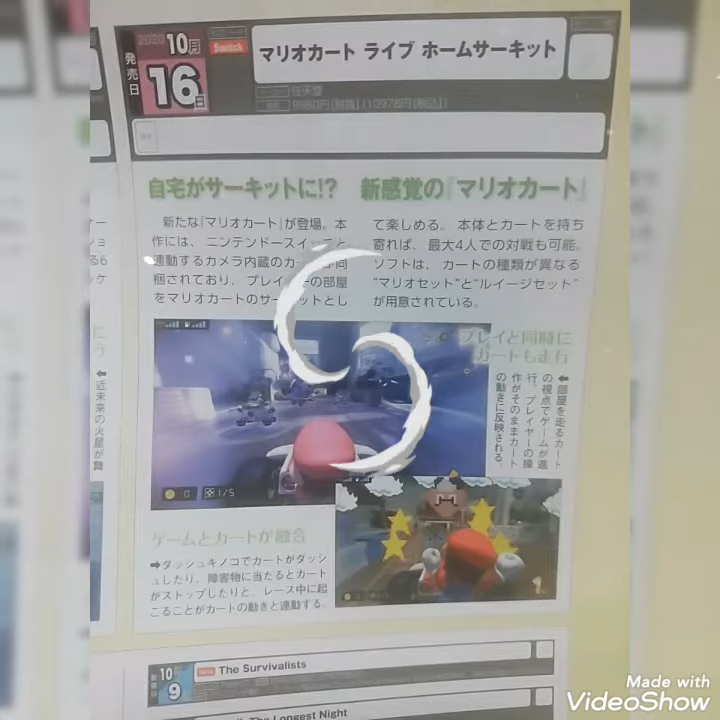 2020
発売日
10月
16日
Switch
マリオカート ライブ ホームサーキット
任天堂
9980円[税抜](10978円[税込])
自宅がサーキットに!?　新感覚の『マリオカート』
新たな『マリオカート』が登場。本
作には、ニンテンドースイッチと
連動するカメラ内蔵のカー
梱されており、プレイ の部屋
をマリオカートのサー ットとし
て楽しめる。本体とカートを持ち
寄れば、最大4人での対戦も可能。
ソフトは、カートの種類が異なる
“マリオセット”と“ルイージセット”
が用意されている。
プレイと同時に
カートも走行
⬅部屋を走るカート
の視点でゲームが進
行。プレイヤーの操
作がそのままカート
の動きに反映される。
0
1/5
ゲームとカートが融合
➡ダッシュキノコでカートがダッシ
ュしたり、障害物に当たるとカート
がストップしたりと、レース中に起
こることがカートの動きと連動する。
⬅近未来の火星が舞
10
9
The Survivalists
The Longest Night
Made with
VideoShow